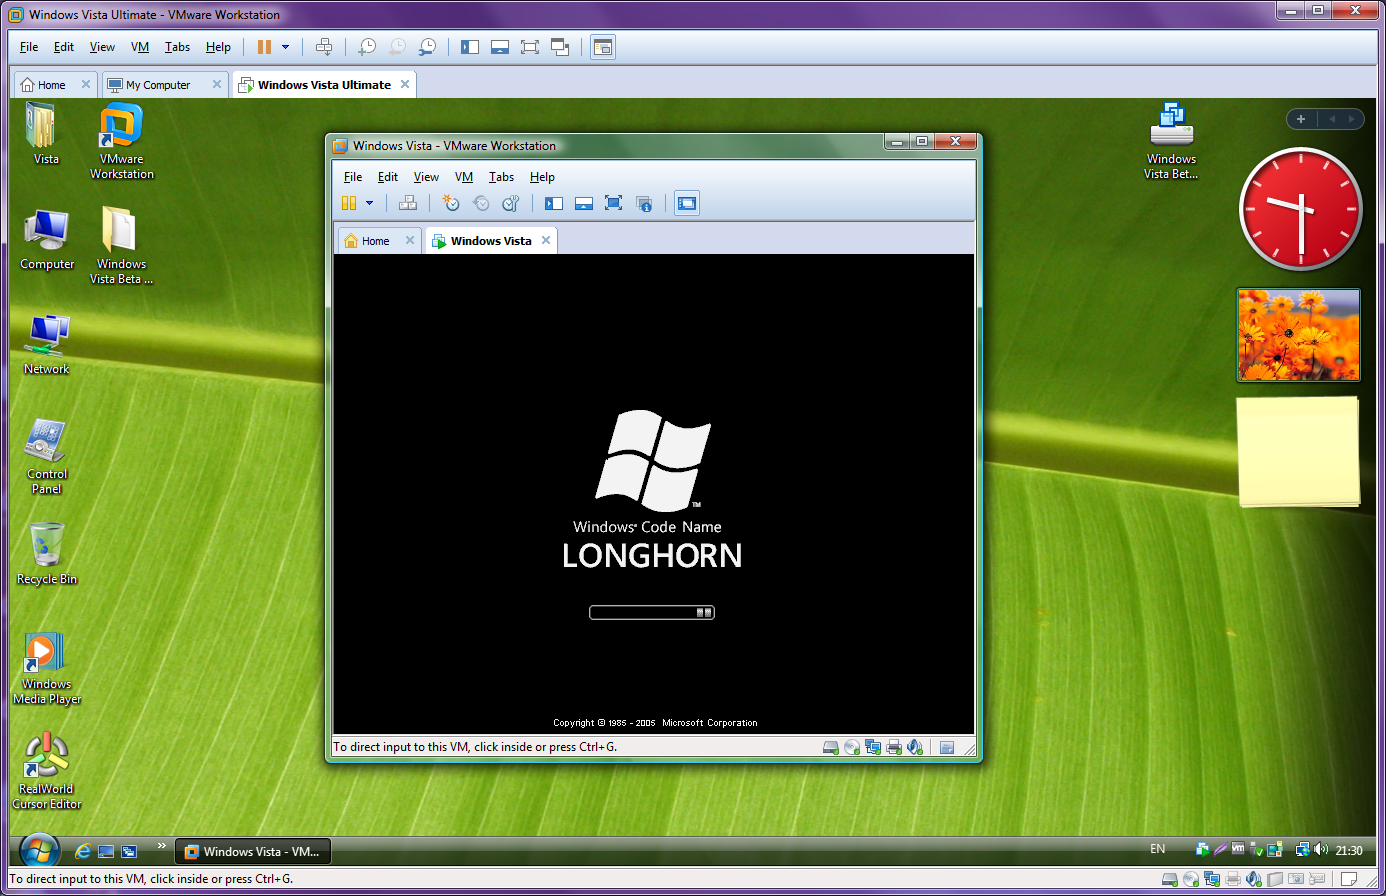 Windows Vista Ultimate - VMware Workstation
File Edit View VM Tabs Help
Home My Computer Windows Vista Ultimate
Vista
VMware
Workstation
Windows
Vista Bet...
Computer
Windows
Vista Beta ...
Network
Control
Panel
Recycle Bin
Windows
Media Player
RealWorld
Cursor Editor
Windows Vista - VMware Workstation
File Edit View VM Tabs Help
Home Windows Vista
TM
Windows® Code Name
LONGHORN
Copyright © 1985 - 2005 Microsoft Corporation
To direct input to this VM, click inside or press Ctrl+G.
Windows Vista - VM...
EN
vm
21:30
To direct input to this VM, click inside or press Ctrl+G.